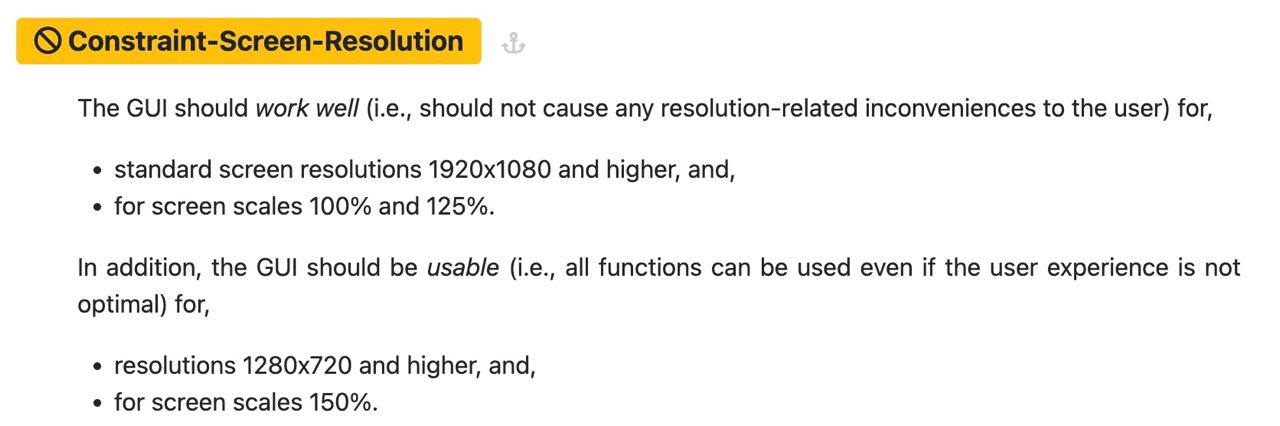 Constraint-Screen-Resolution
The GUI should work well (i.e., should not cause any resolution-related inconveniences to the user) for,
• standard screen resolutions 1920x1080 and higher, and,
• for screen scales 100% and 125%.
In addition, the GUI should be usable (i.e., all functions can be used even if the user experience is not
optimal) for,
• resolutions 1280x720 and higher, and,
• for screen scales 150%.